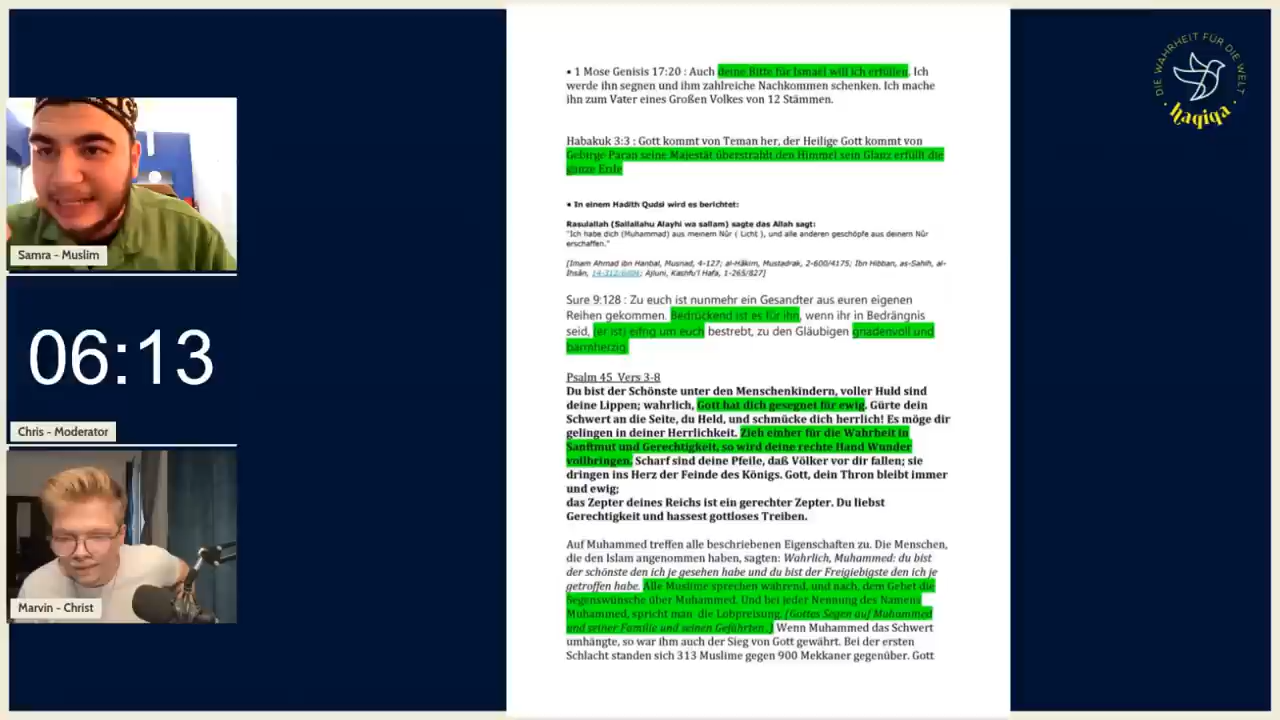 DIE WAHRHEIT FÜR DIE WELT
haqiqa
Samra - Muslim
06:13
Chris - Moderator
Marvin - Christ
• 1 Mose Genisis 17:20 : Auch deine Bitte für Ismael will ich erfüllen. Ich
werde ihn segnen und ihm zahlreiche Nachkommen schenken. Ich mache
ihn zum Vater eines Großen Volkes von 12 Stämmen.
Habakuk 3:3 : Gott kommt von Teman her, der Heilige Gott kommt von
Gebirge Paran seine Majestät überstrahlt den Himmel sein Glanz erfüllt die
ganze Erde
• In einem Hadith Qudsi wird es berichtet:
Rasulallah (Sallallahu Alayhi wa sallam) sagte das Allah sagt:
"Ich habe dich (Muhammad) aus meinem Nûr ( Licht ), und alle anderen geschöpfe aus deinem Nûr
erschaffen."
[Imam Ahmad ibn Hanbal, Musnad, 4-127; al-Hâkim, Mustadrak, 2-600/4175; Ibn Hibban, as-Sahih, al-
Ihsân, 14-312/6404; Ajluni, Kashfu'l Hafa, 1-265/827]
Sure 9:128 : Zu euch ist nunmehr ein Gesandter aus euren eigenen
Reihen gekommen. Bedrückend ist es für ihn, wenn ihr in Bedrängnis
seid, (er ist) eifrig um euch bestrebt, zu den Gläubigen gnadenvoll und
barmherzig.
Psalm 45 Vers 3-8
Du bist der Schönste unter den Menschenkindern, voller Huld sind
deine Lippen; wahrlich, Gott hat dich gesegnet für ewig. Gürte dein
Schwert an die Seite, du Held, und schmücke dich herrlich! Es möge dir
gelingen in deiner Herrlichkeit. Zieh einher für die Wahrheit in
Sanftmut und Gerechtigkeit, so wird deine rechte Hand Wunder
vollbringen. Scharf sind deine Pfeile, daß Völker vor dir fallen; sie
dringen ins Herz der Feinde des Königs. Gott, dein Thron bleibt immer
und ewig;
das Zepter deines Reichs ist ein gerechter Zepter. Du liebst
Gerechtigkeit und hassest gottloses Treiben.
Auf Muhammed treffen alle beschriebenen Eigenschaften zu. Die Menschen,
die den Islam angenommen haben, sagten: Wahrlich, Muhammed: du bist
der schönste den ich je gesehen habe und du bist der Freigiebigste den ich je
getroffen habe. Alle Muslime sprechen während, und nach, dem Gebet die
Segenswünsche über Muhammed. Und bei jeder Nennung des Namens
Muhammed, spricht man die Lobpreisung, (Gottes Segen auf Muhammed
und seiner Familie und seinen Gefährten.) Wenn Muhammed das Schwert
umhängte, so war ihm auch der Sieg von Gott gewährt. Bei der ersten
Schlacht standen sich 313 Muslime gegen 900 Mekkaner gegenüber. Gott